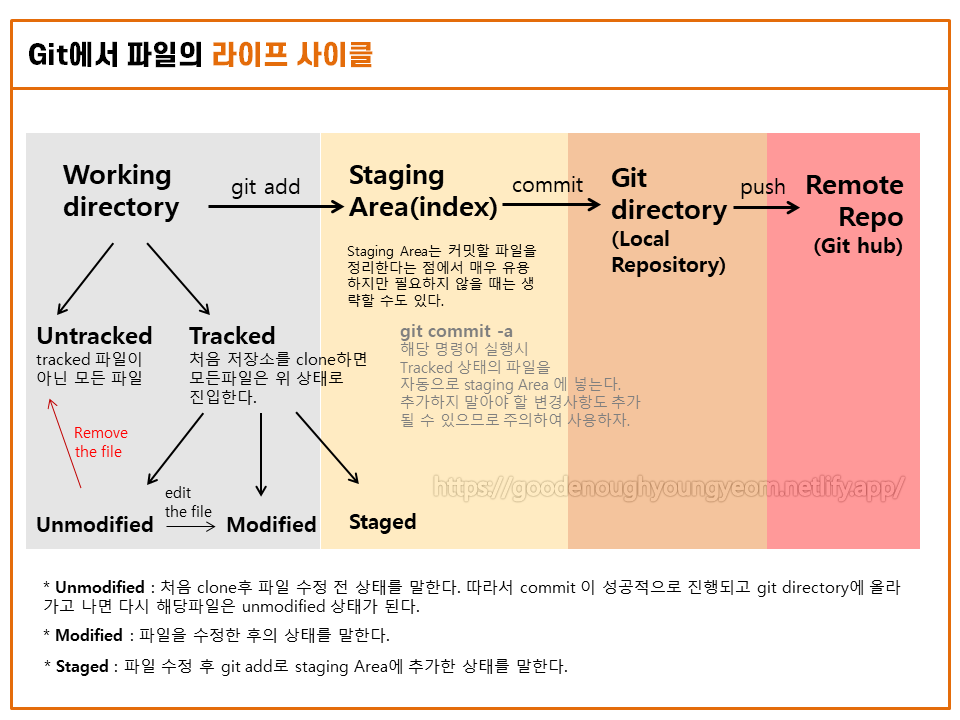 Git에서 파일의 라이프 사이클
Working
directory
git add
Staging
Area(index)
commit
Git
directory
(Local
Repository)
push
Remote
Repo
(Git hub)
Staging Area는 커밋할 파일을
정리한다는 점에서 매우 유용
하지만 필요하지 않을 때는 생
략할 수도 있다.
Untracked
tracked 파일이
아닌 모든 파일
Tracked
처음 저장소를 clone하면
모든파일은 위 상태로
진입한다.
git commit -a
해당 명령어 실행시
Tracked 상태의 파일을
자동으로 staging Area 에 넣는다.
추가하지 말아야 할 변경사항도 추가
될 수 있으므로 주의하여 사용하자.
Remove
the file
https://goodenoughyoungyeom.netlify.app/
edit
the file
Unmodified
Modified
Staged
* Unmodified : 처음 clone후 파일 수정 전 상태를 말한다. 따라서 commit 이 성공적으로 진행되고 git directory에 올라
가고 나면 다시 해당파일은 unmodified 상태가 된다.
* Modified : 파일을 수정한 후의 상태를 말한다.
* Staged : 파일 수정 후 git add로 staging Area에 추가한 상태를 말한다.